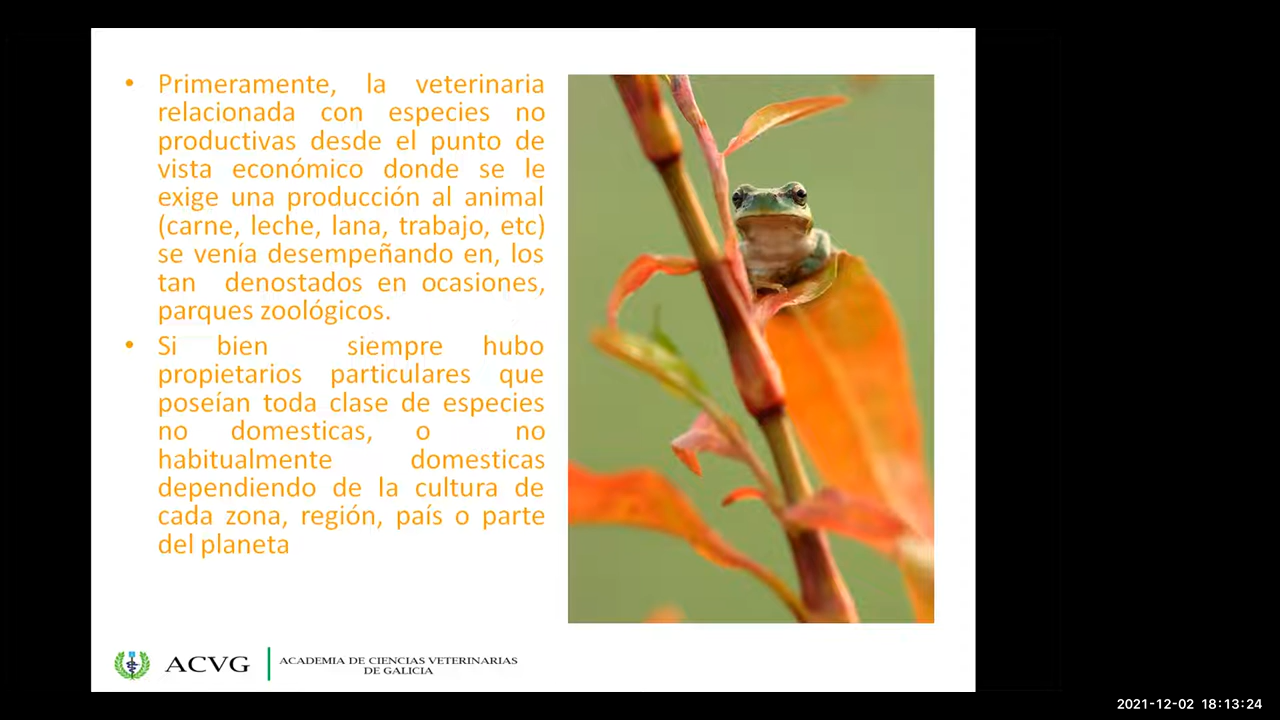 • Primeramente, la veterinaria
relacionada con especies no
productivas desde el punto de
vista económico donde se le
exige una producción al animal
(carne, leche, lana, trabajo, etc)
se venía desempeñando en, los
tan denostados en ocasiones,
parques zoológicos.
• Si bien siempre hubo
propietarios particulares que
poseían toda clase de especies
no domesticas, o no
habitualmente domesticas
dependiendo de la cultura de
cada zona, región, país o parte
del planeta
ACVG
ACADEMIA DE CIENCIAS VETERINARIAS
DE GALICIA
2021-12-02 18:13:24